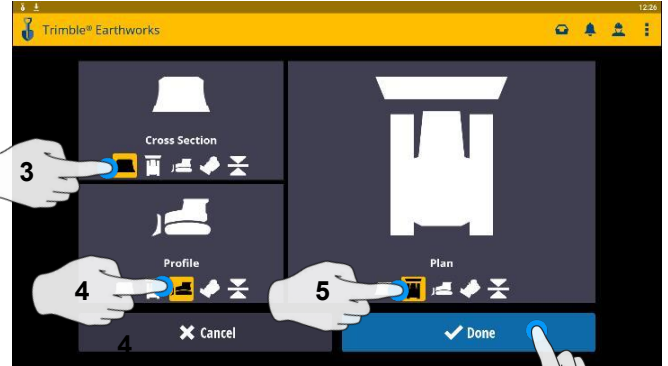 12:26
Trimble® Earthworks
Cross Section
3
Profile
Plan
4
5
4
Cancel
Done